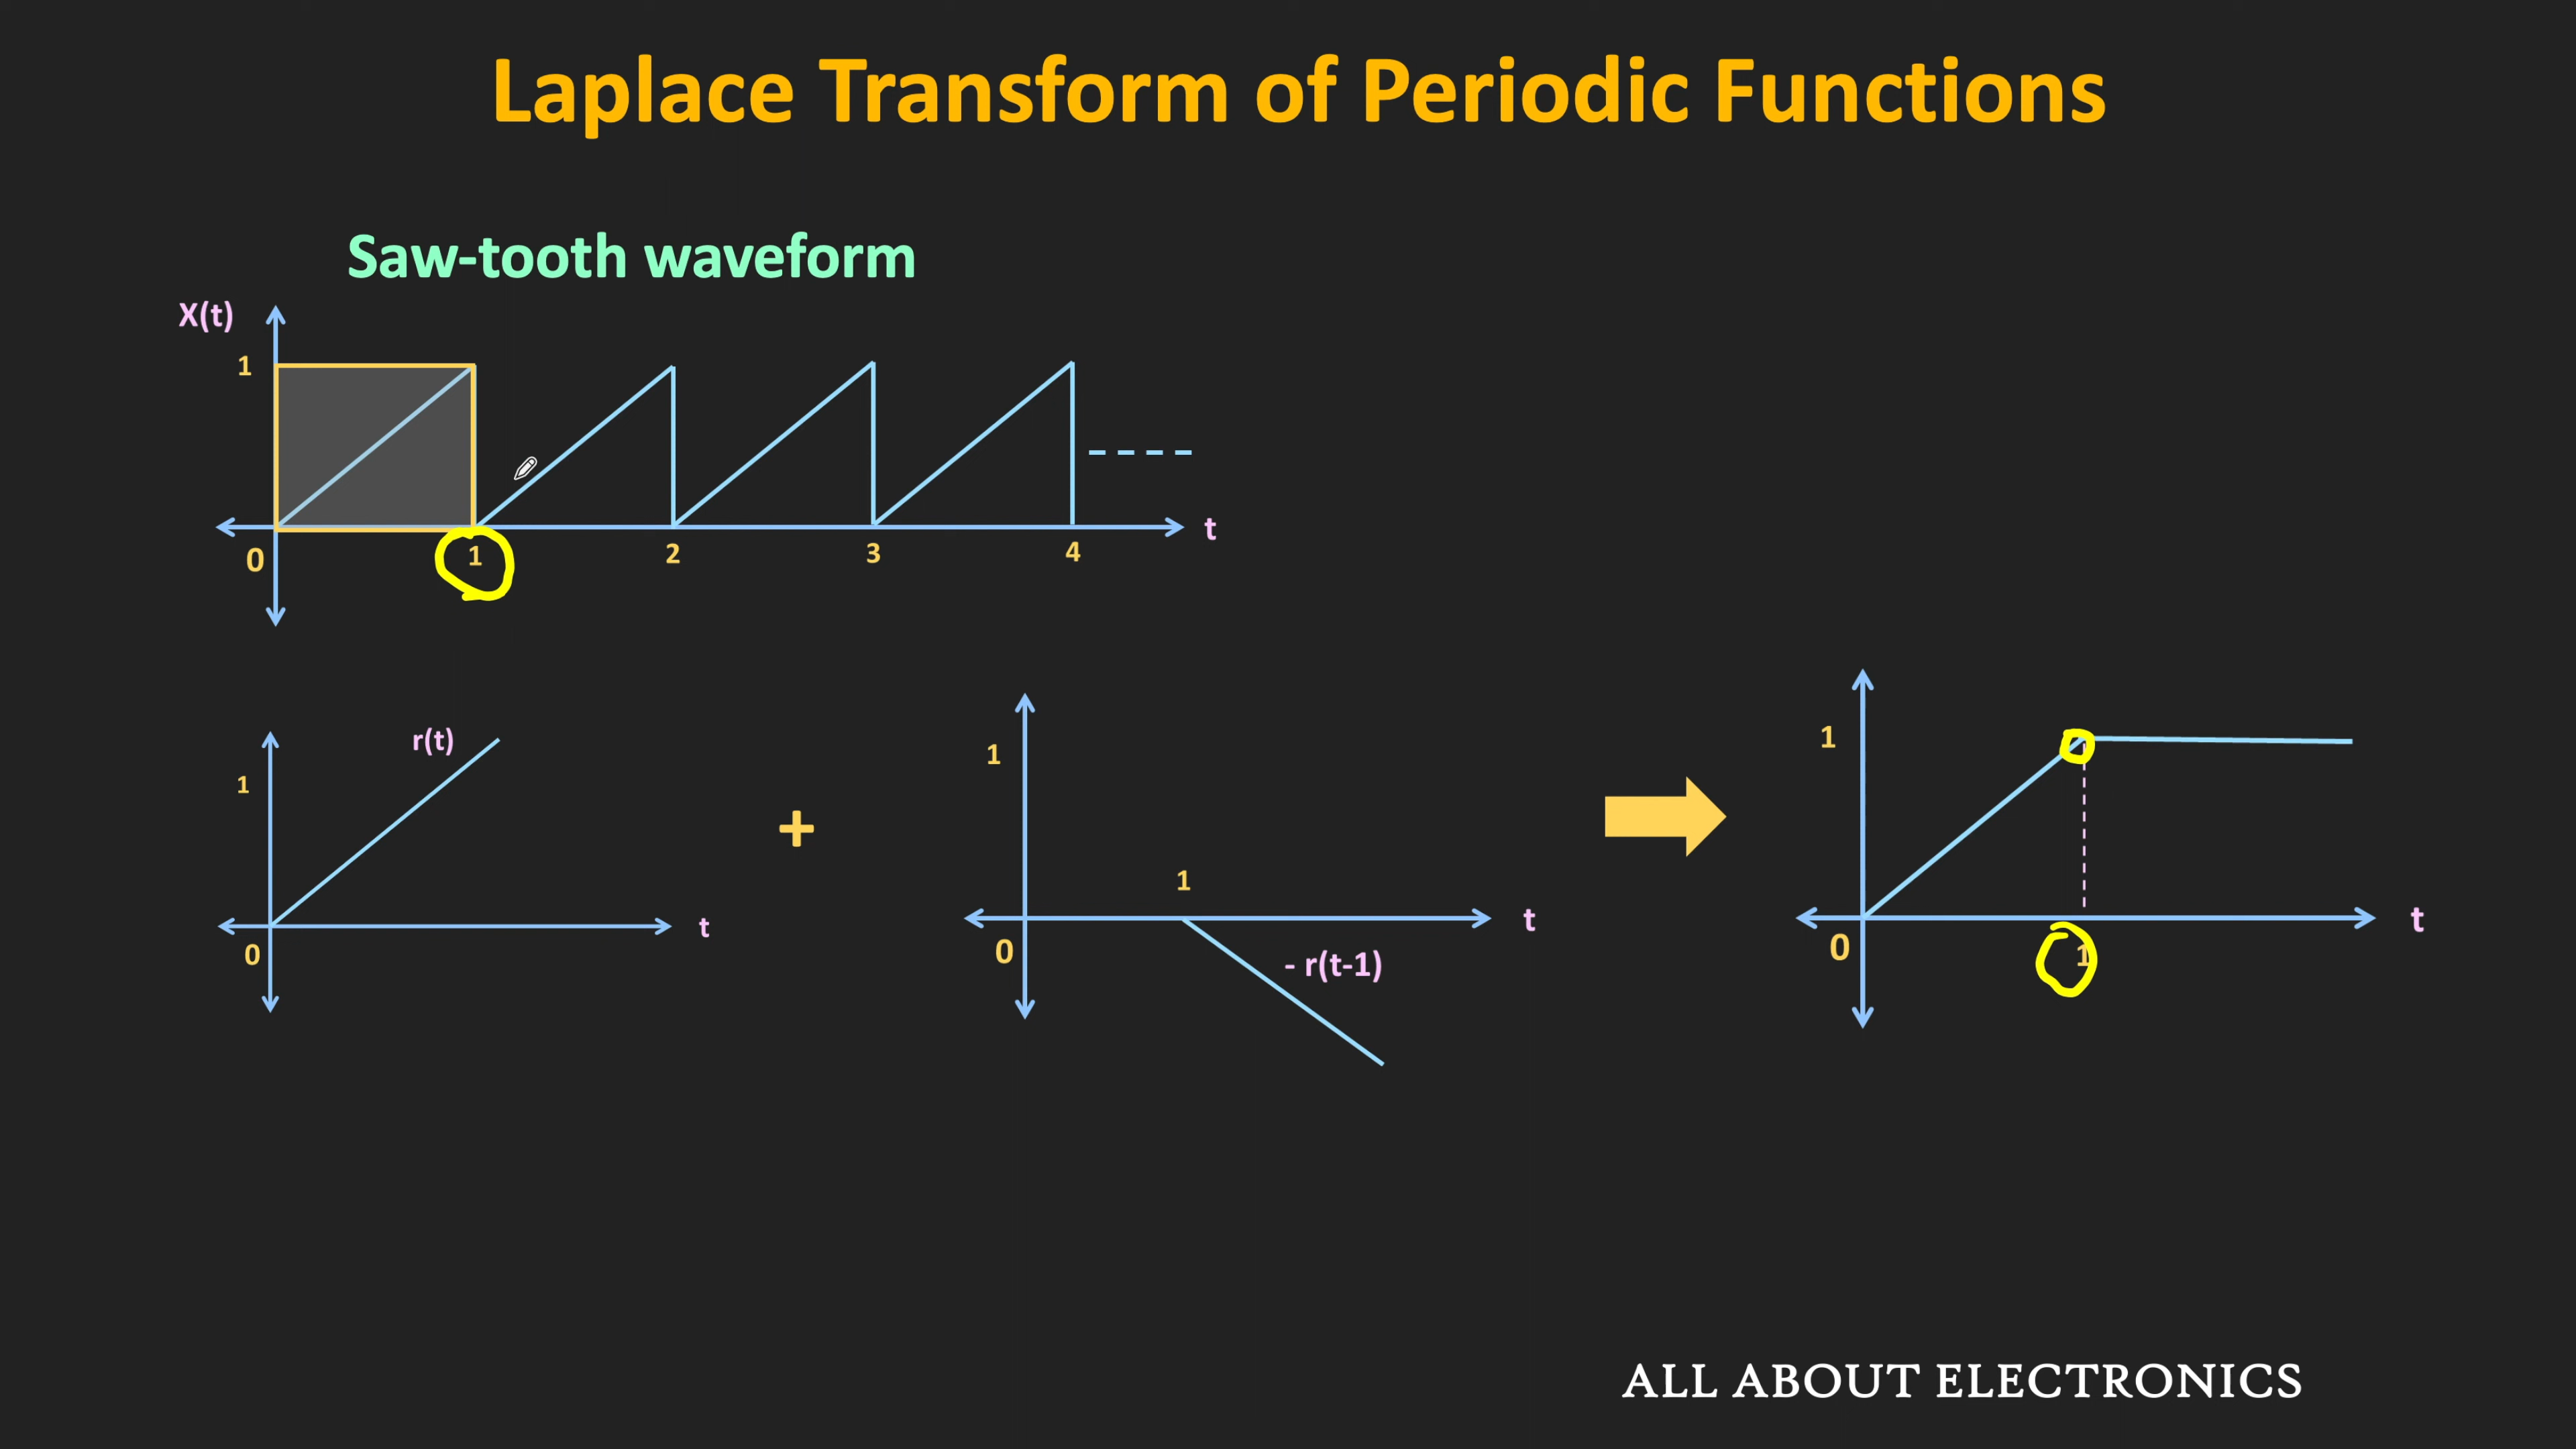 Laplace Transform of Periodic Functions
Saw-tooth waveform
X(t)
1
0
1
2
3
4
t
r(t)
1
0
t
+
1
1
0
t
- r(t-1)
1
0
1
t
ALL ABOUT ELECTRONICS